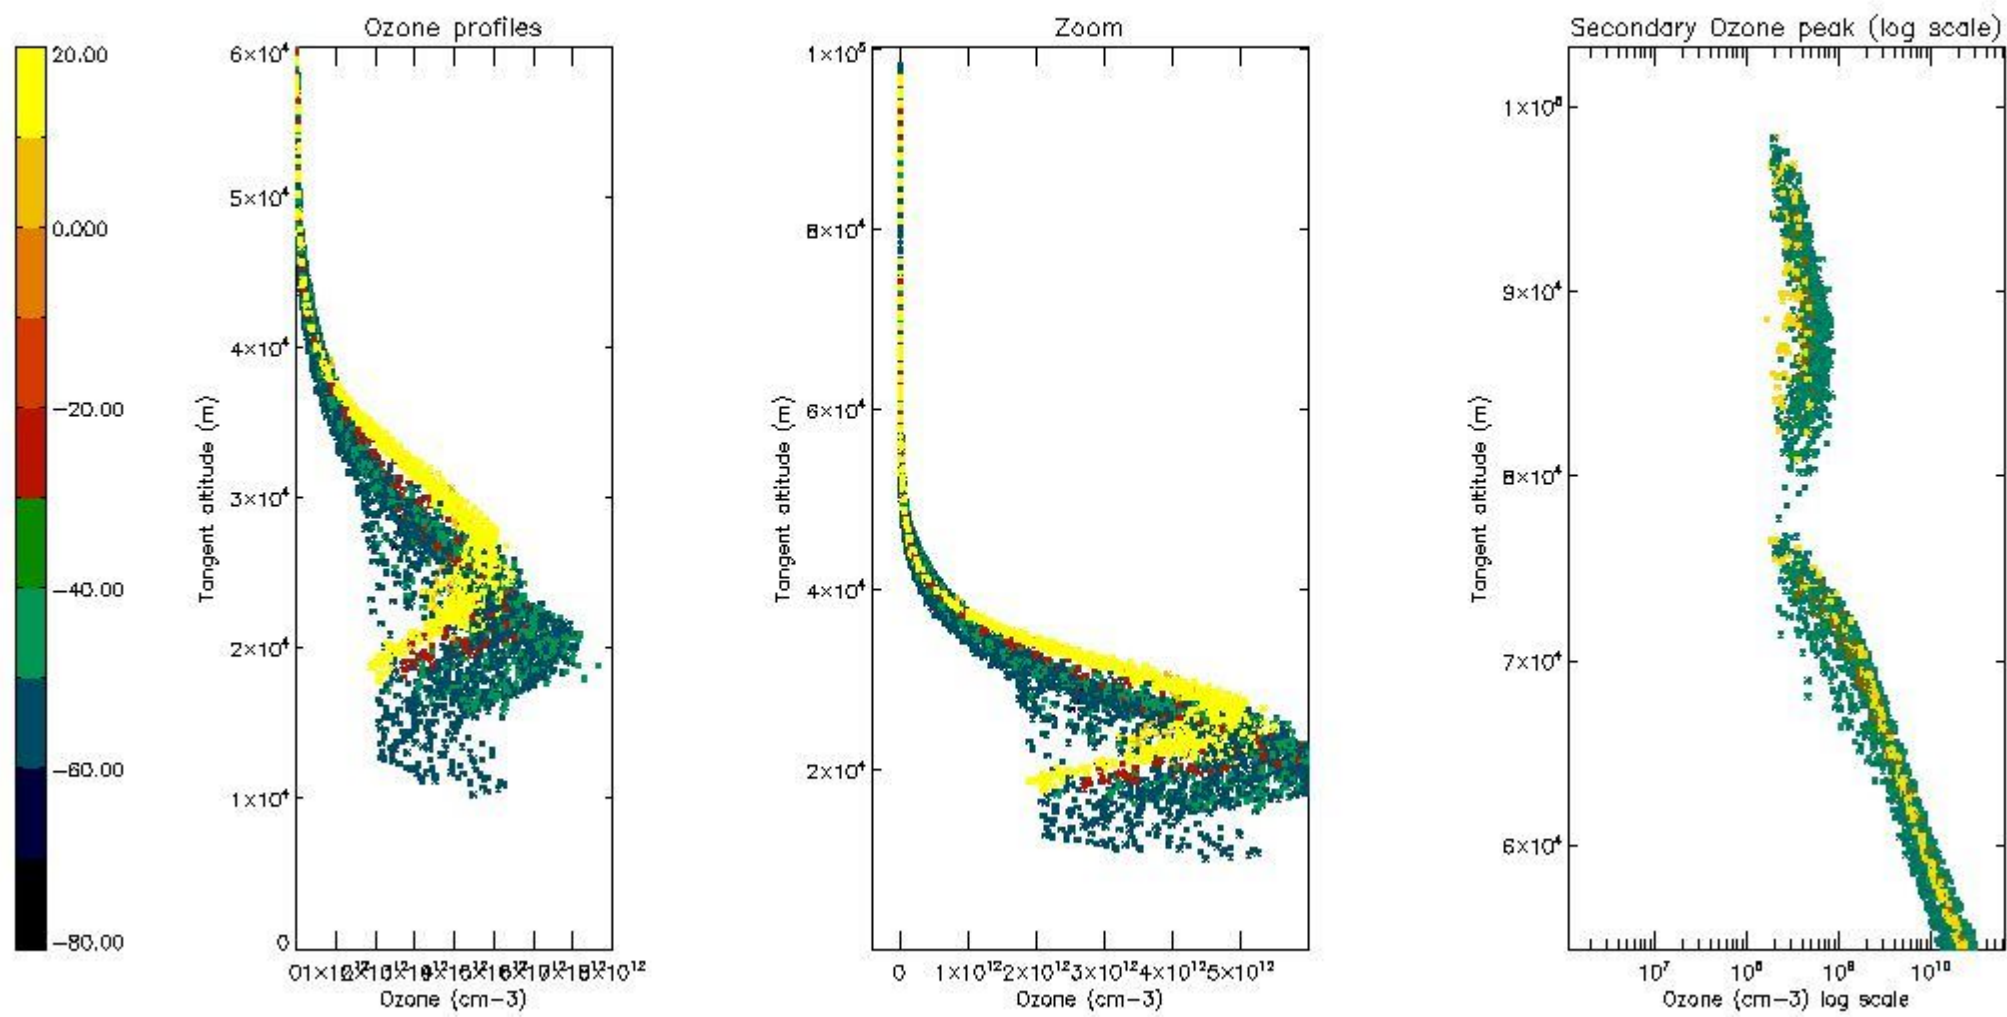 Ozone profiles
Zoom
Secondary Ozone peak (log scale)
20.00
0.000
−20.00
−40.00
−60.00
−80.00
6×10⁴
5×10⁴
4×10⁴
3×10⁴
2×10⁴
1×10⁴
0
Tangent altitude (m)
Ozone (cm−3)
1×10⁵
8×10⁴
6×10⁴
4×10⁴
2×10⁴
Tangent altitude (m)
0 1×10¹² 2×10¹² 3×10¹² 4×10¹² 5×10¹²
Ozone (cm−3)
9×10⁴
8×10⁴
7×10⁴
6×10⁴
Tangent altitude (m)
10⁷ 10⁸ 10⁹ 10¹⁰
Ozone (cm−3) log scale